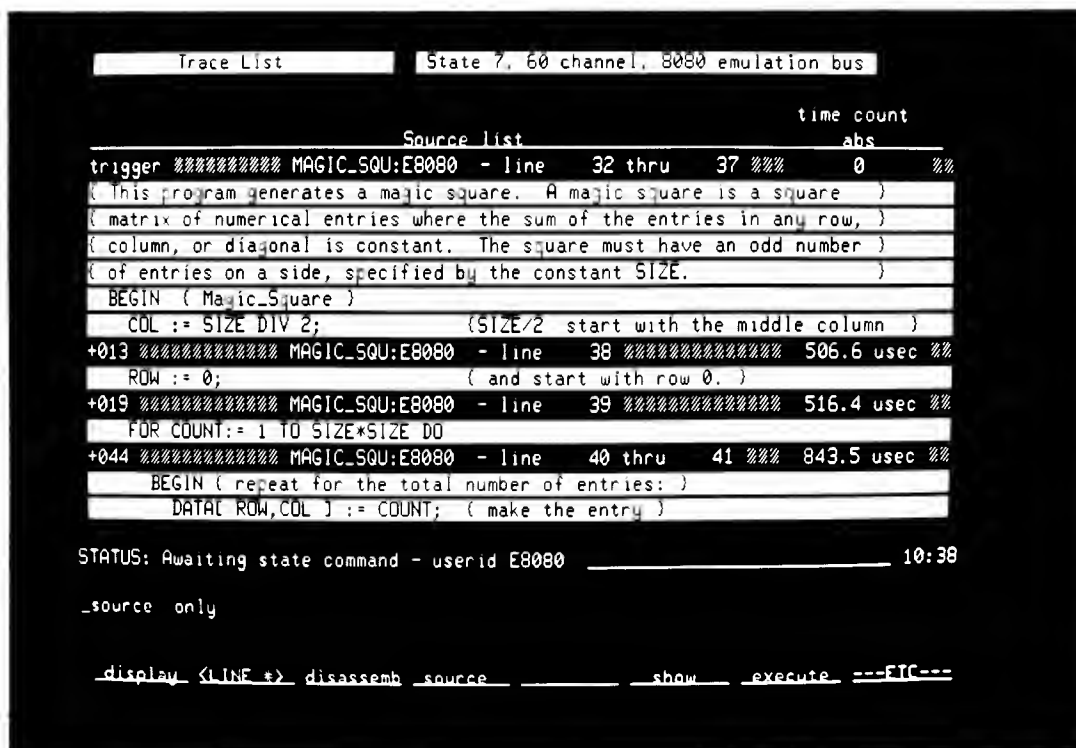 Trace List State 7, 60 channel, 8080 emulation bus
time count
Source list abs
trigger %%%%%%%%%% MAGIC_SQU:E8080 - line 32 thru 37 %%% 0 %%
{ This program generates a magic square. A magic square is a square }
{ matrix of numerical entries where the sum of the entries in any row, }
{ column, or diagonal is constant. The square must have an odd number }
{ of entries on a side, specified by the constant SIZE. }
BEGIN { Magic_Square }
COL := SIZE DIV 2; {SIZE/2 start with the middle column }
+013 %%%%%%%%%%%%% MAGIC_SQU:E8080 - line 38 %%%%%%%%%%%%%% 506.6 usec %%
ROW := 0; { and start with row 0. }
+019 %%%%%%%%%%%%% MAGIC_SQU:E8080 - line 39 %%%%%%%%%%%%%% 516.4 usec %%
FOR COUNT:= 1 TO SIZE*SIZE DO
+044 %%%%%%%%%%%%% MAGIC_SQU:E8080 - line 40 thru 41 %%% 843.5 usec %%
BEGIN { repeat for the total number of entries: }
DATA[ ROW,COL ] := COUNT; { make the entry }
STATUS: Awaiting state command - userid E8080 10:38
_source only
display <LINE #> disassemb source show execute ---ETC---